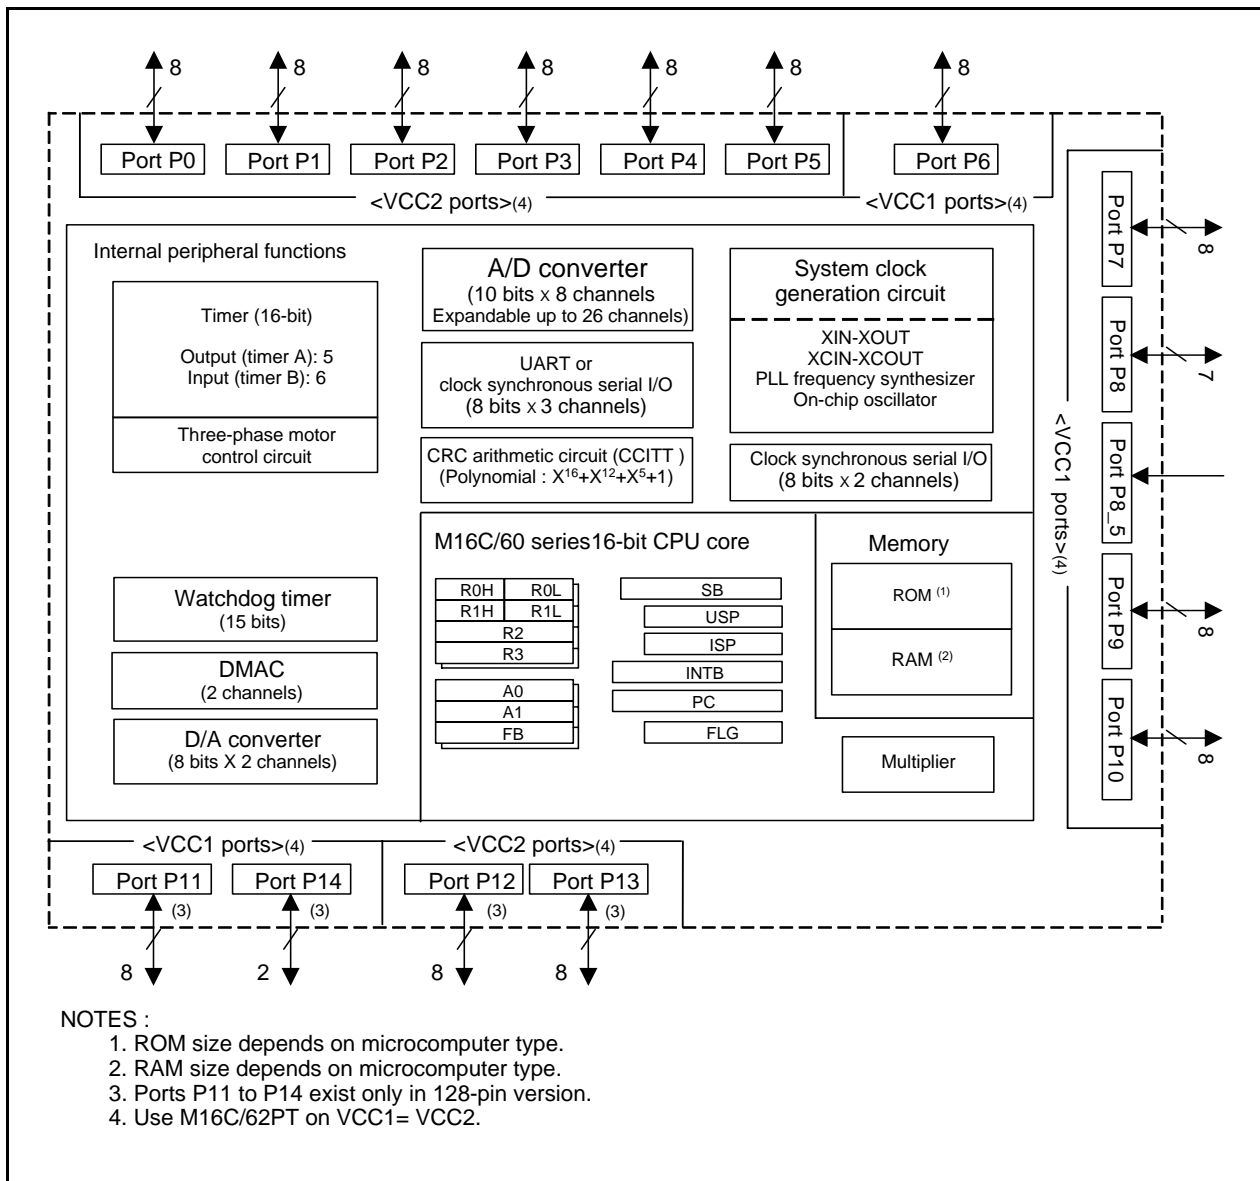 8 8 8 8 8 8 8
Port P0 Port P1 Port P2 Port P3 Port P4 Port P5 Port P6
<VCC2 ports>(4) <VCC1 ports>(4)
Internal peripheral functions
Timer (16-bit)
Output (timer A): 5
Input (timer B): 6
Three-phase motor
control circuit
Watchdog timer
(15 bits)
DMAC
(2 channels)
D/A converter
(8 bits X 2 channels)
A/D converter
(10 bits x 8 channels
Expandable up to 26 channels)
UART or
clock synchronous serial I/O
(8 bits x 3 channels)
CRC arithmetic circuit (CCITT )
(Polynomial : X16+X12+X5+1)
System clock
generation circuit
XIN-XOUT
XCIN-XCOUT
PLL frequency synthesizer
On-chip oscillator
Clock synchronous serial I/O
(8 bits x 2 channels)
M16C/60 series16-bit CPU core
R0H R0L
R1H R1L
R2
R3
A0
A1
FB
SB
USP
ISP
INTB
PC
FLG
Memory
ROM (1)
RAM (2)
Multiplier
<VCC1 ports>(4)
Port P7 8
Port P8 7
Port P8_5
Port P9 8
Port P10 8
<VCC1 ports>(4) <VCC2 ports>(4)
Port P11 Port P14 Port P12 Port P13
(3) (3) (3) (3)
8 2 8 8
NOTES :
1. ROM size depends on microcomputer type.
2. RAM size depends on microcomputer type.
3. Ports P11 to P14 exist only in 128-pin version.
4. Use M16C/62PT on VCC1= VCC2.